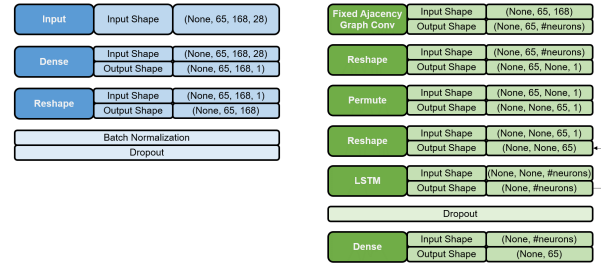 Input
Input Shape
(None, 65, 168, 28)
Dense
Input Shape
(None, 65, 168, 28)
Output Shape
(None, 65, 168, 1)
Reshape
Input Shape
(None, 65, 168, 1)
Output Shape
(None, 65, 168)
Batch Normalization
Dropout
Fixed Ajacency
Graph Conv
Input Shape
(None, 65, 168)
Output Shape
(None, 65, #neurons)
Reshape
Input Shape
(None, 65, #neurons)
Output Shape
(None, 65, None, 1)
Permute
Input Shape
(None, 65, None, 1)
Output Shape
(None, None, 65, 1)
Reshape
Input Shape
(None, None, 65, 1)
Output Shape
(None, None, 65)
LSTM
Input Shape
(None, None, #neurons)
Output Shape
(None, #neurons)
Dropout
Dense
Input Shape
(None, #neurons)
Output Shape
(None, 65)